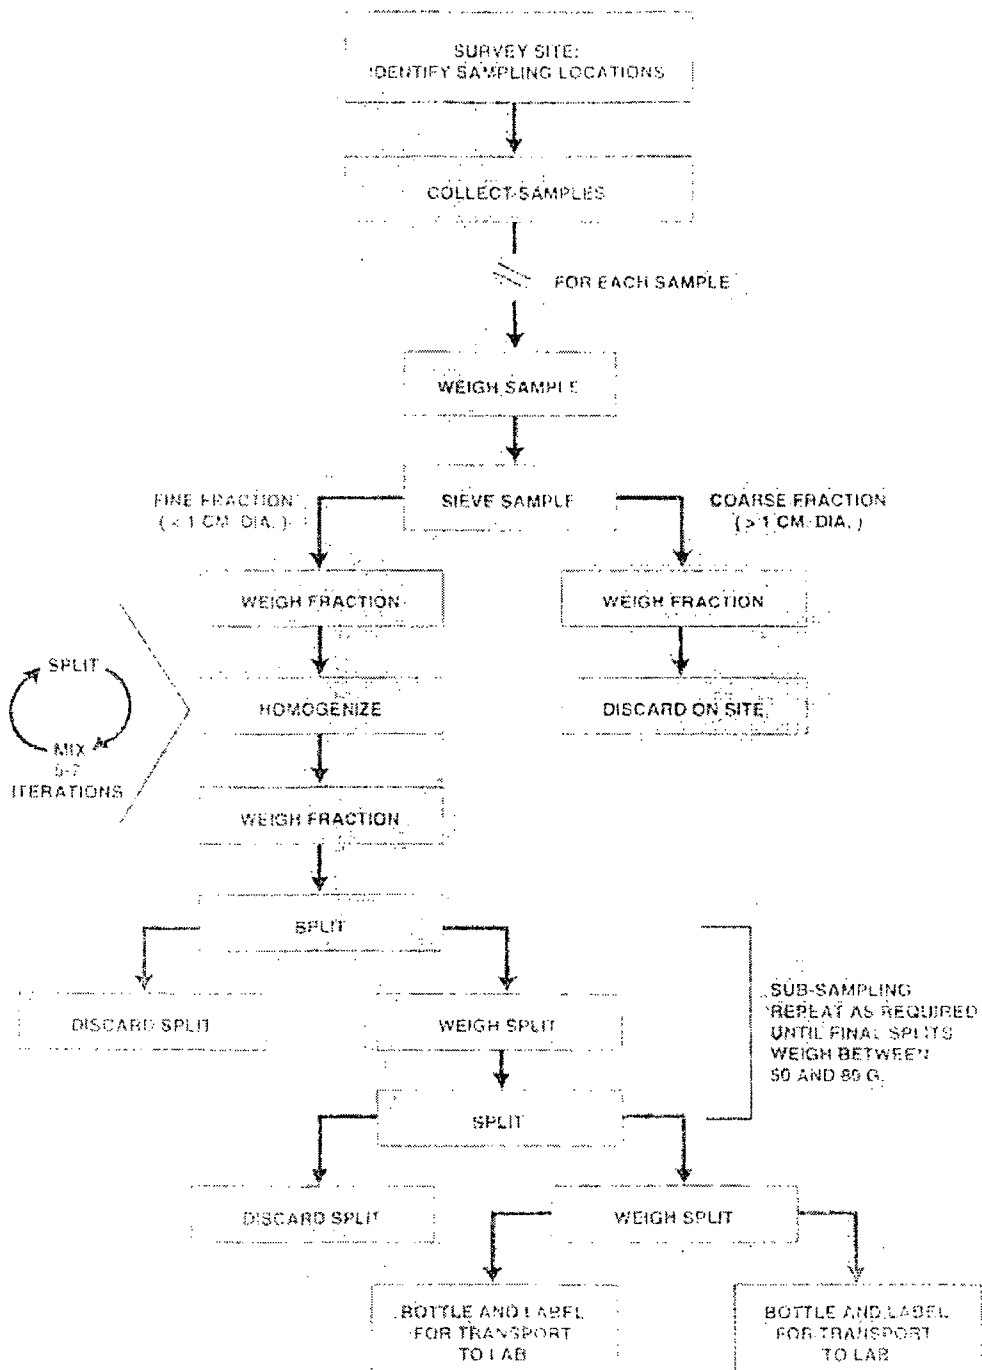 SURVEY SITE:
IDENTIFY SAMPLING LOCATIONS
COLLECT SAMPLES
FOR EACH SAMPLE
WEIGH SAMPLE
SIEVE SAMPLE
FINE FRACTION
( < 1 CM. DIA. )
COARSE FRACTION
( > 1 CM. DIA. )
WEIGH FRACTION
WEIGH FRACTION
SPLIT
MIX
ITERATIONS
HOMOGENIZE
DISCARD ON SITE
WEIGH FRACTION
SPLIT
DISCARD SPLIT
WEIGH SPLIT
SUB-SAMPLING
REPEAT AS REQUIRED
UNTIL FINAL SPLITS
WEIGH BETWEEN
50 AND 80 G.
SPLIT
DISCARD SPLIT
WEIGH SPLIT
BOTTLE AND LABEL
FOR TRANSPORT
TO LAB
BOTTLE AND LABEL
FOR TRANSPORT
TO LAB